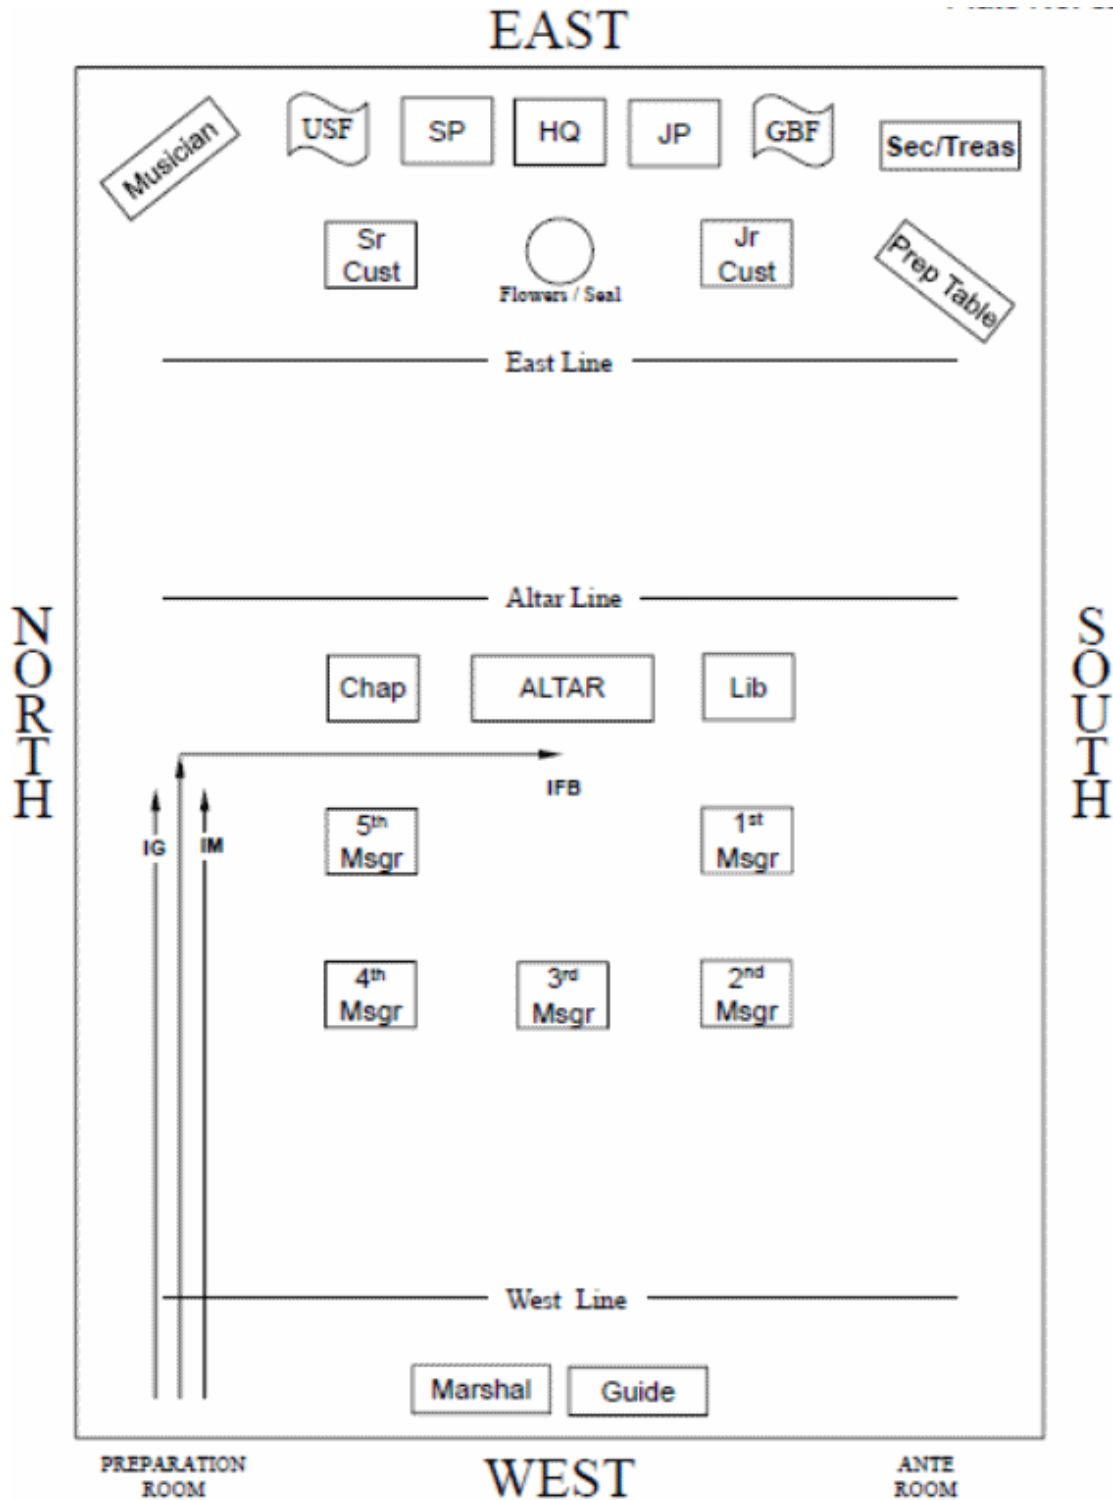 EAST
Musician
USF
SP
HQ
JP
GBF
Sec/Treas
Sr
Cust
Flowers / Seal
Jr
Cust
Prep Table
East Line
Altar Line
NORTH
SOUTH
Chap
ALTAR
Lib
IFB
IG
IM
5th
Msgr
1st
Msgr
4th
Msgr
3rd
Msgr
2nd
Msgr
West Line
Marshal
Guide
PREPARATION
ROOM
WEST
ANTE
ROOM